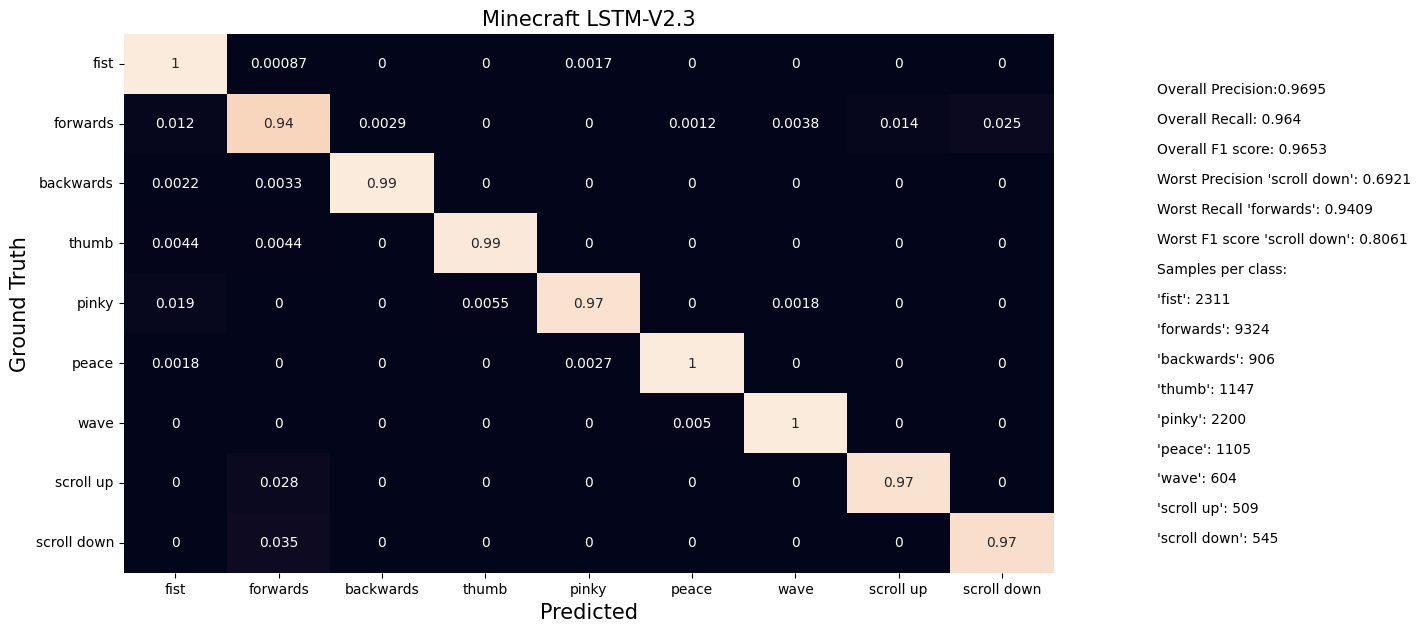 Minecraft LSTM-V2.3
fist 1 0.00087 0 0 0.0017 0 0 0 0
forwards 0.012 0.94 0.0029 0 0 0.0012 0.0038 0.014 0.025
backwards 0.0022 0.0033 0.99 0 0 0 0 0 0
thumb 0.0044 0.0044 0 0.99 0 0 0 0 0
pinky 0.019 0 0 0.0055 0.97 0 0.0018 0 0
peace 0.0018 0 0 0 0.0027 1 0 0 0
wave 0 0 0 0 0 0.005 1 0 0
scroll up 0 0.028 0 0 0 0 0 0.97 0
scroll down 0 0.035 0 0 0 0 0 0 0.97
fist forwards backwards thumb pinky peace wave scroll up scroll down
Predicted
Ground Truth
Overall Precision:0.9695
Overall Recall: 0.964
Overall F1 score: 0.9653
Worst Precision 'scroll down': 0.6921
Worst Recall 'forwards': 0.9409
Worst F1 score 'scroll down': 0.8061
Samples per class:
'fist': 2311
'forwards': 9324
'backwards': 906
'thumb': 1147
'pinky': 2200
'peace': 1105
'wave': 604
'scroll up': 509
'scroll down': 545